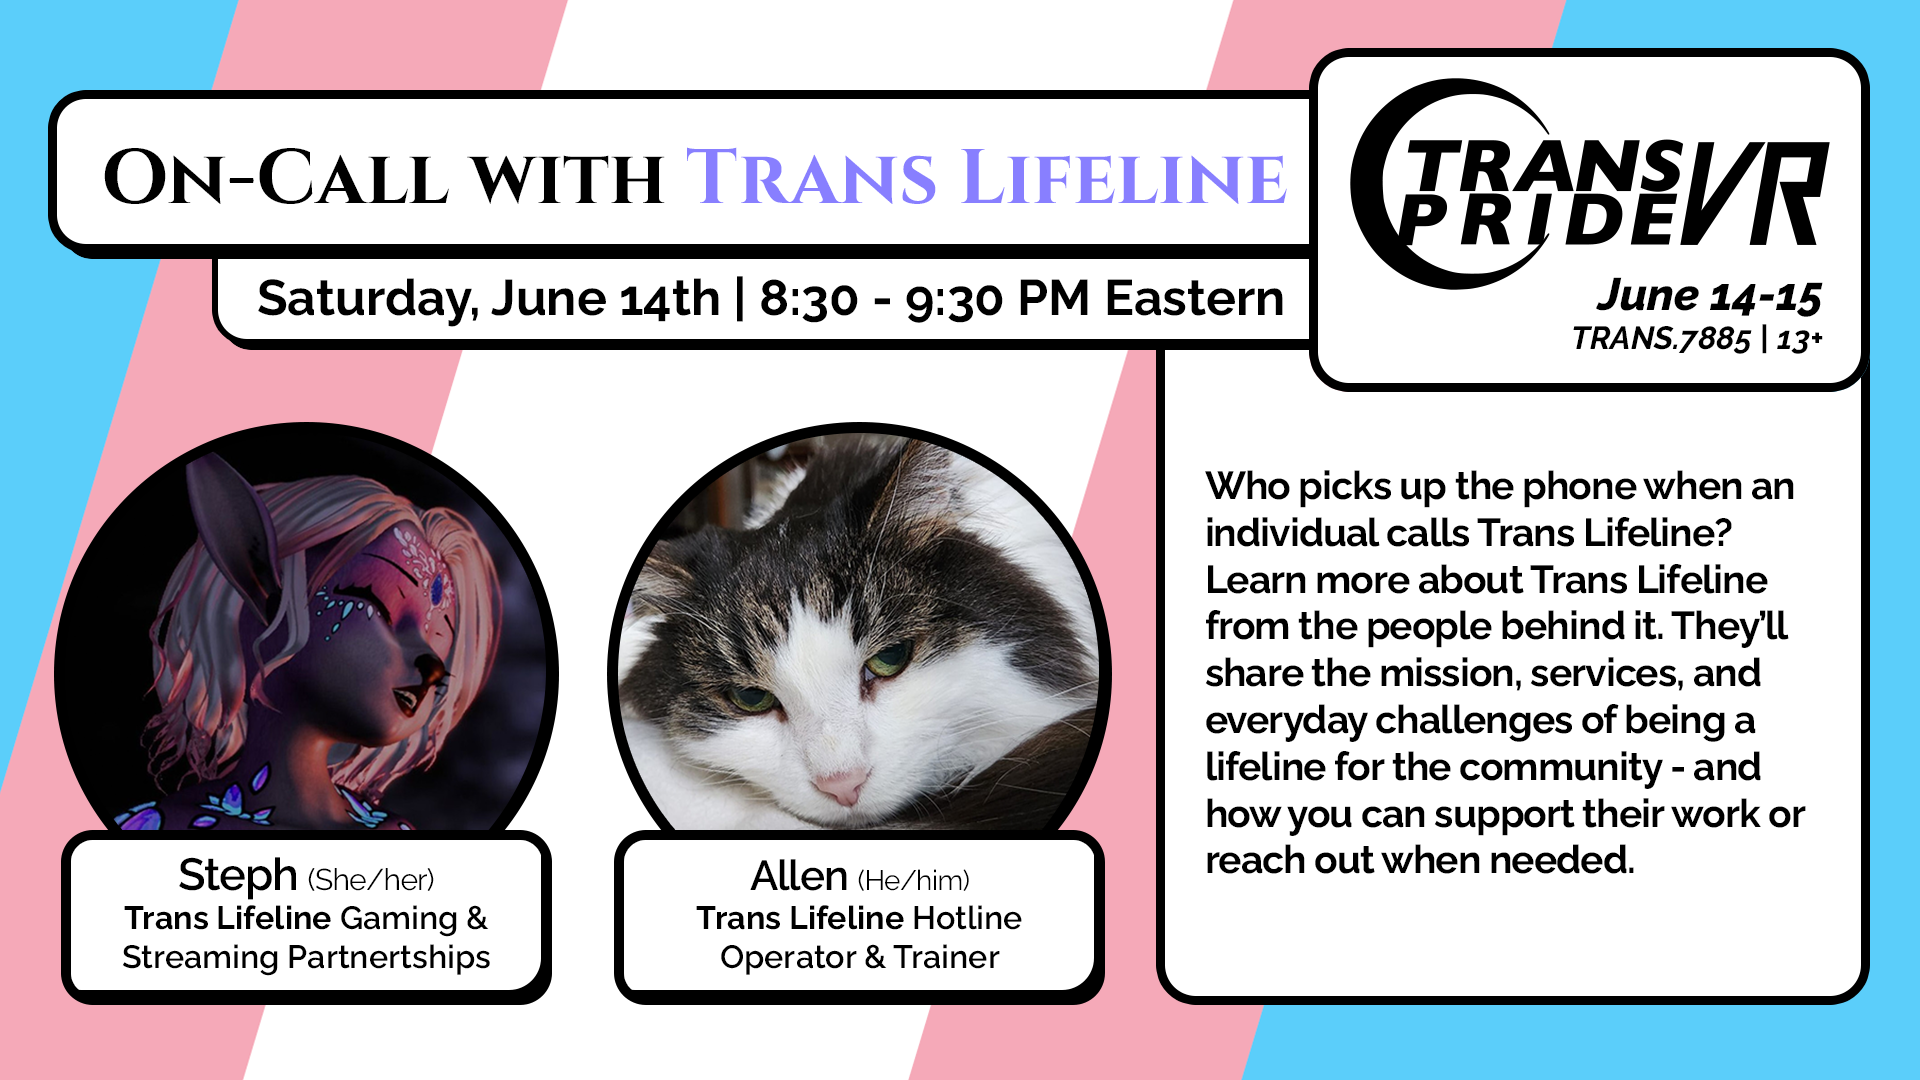 On-Call with Trans Lifeline
Saturday, June 14th | 8:30 - 9:30 PM Eastern
TRANS
PRIDE VR
June 14-15
TRANS.7885 | 13+
Who picks up the phone when an
individual calls Trans Lifeline?
Learn more about Trans Lifeline
from the people behind it. They’ll
share the mission, services, and
everyday challenges of being a
lifeline for the community - and
how you can support their work or
reach out when needed.
Steph (She/her)
Trans Lifeline Gaming &
Streaming Partnertships
Allen (He/him)
Trans Lifeline Hotline
Operator & Trainer